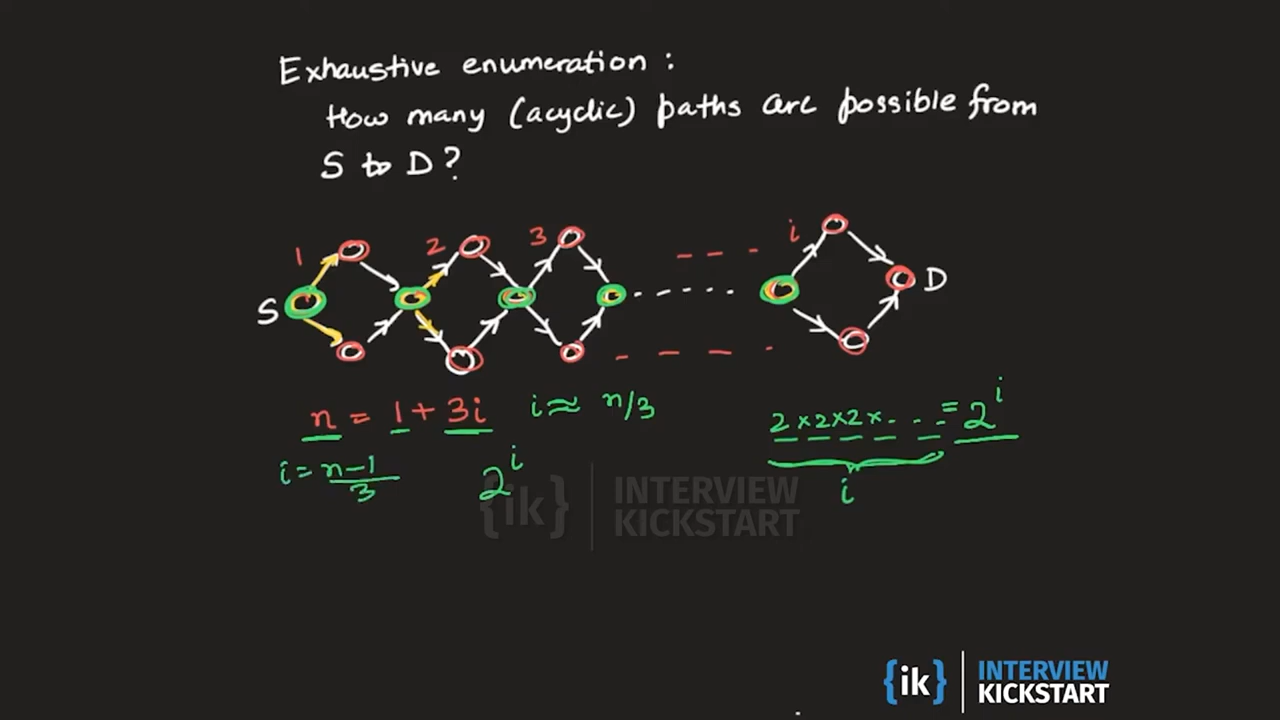 Exhaustive enumeration :
How many (acyclic) paths are possible from
S to D?
1 2 3 i
S D
n = 1 + 3i i ≈ n/3 2×2×2×- - - = 2^i
i = n-1/3 2^i i
{ik} INTERVIEW
KICKSTART
{ik} INTERVIEW
KICKSTART